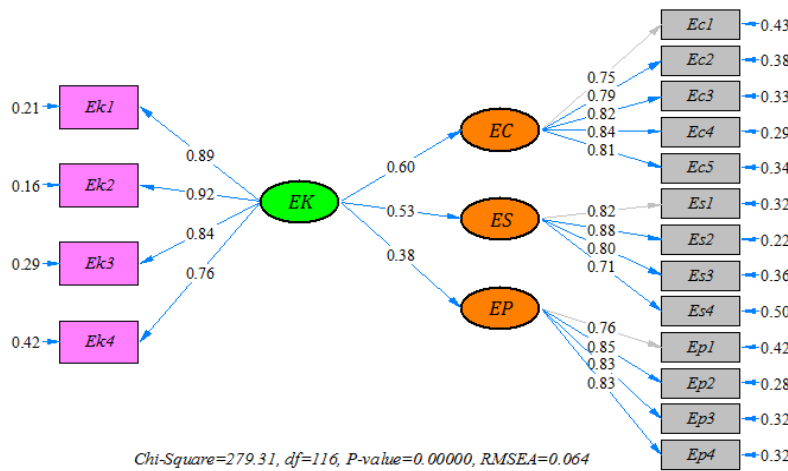 0.21
Ek1
0.89
0.16
Ek2
0.92
0.29
Ek3
0.84
0.42
Ek4
0.76
EK
0.60
0.53
0.38
EC
0.75
0.79
0.82
0.84
0.81
Ec1
0.43
Ec2
0.38
Ec3
0.33
Ec4
0.29
Ec5
0.34
ES
0.82
0.88
0.80
0.71
Es1
0.32
Es2
0.22
Es3
0.36
Es4
0.50
EP
0.76
0.85
0.83
0.83
Ep1
0.42
Ep2
0.28
Ep3
0.32
Ep4
0.32
Chi-Square=279.31, df=116, P-value=0.00000, RMSEA=0.064